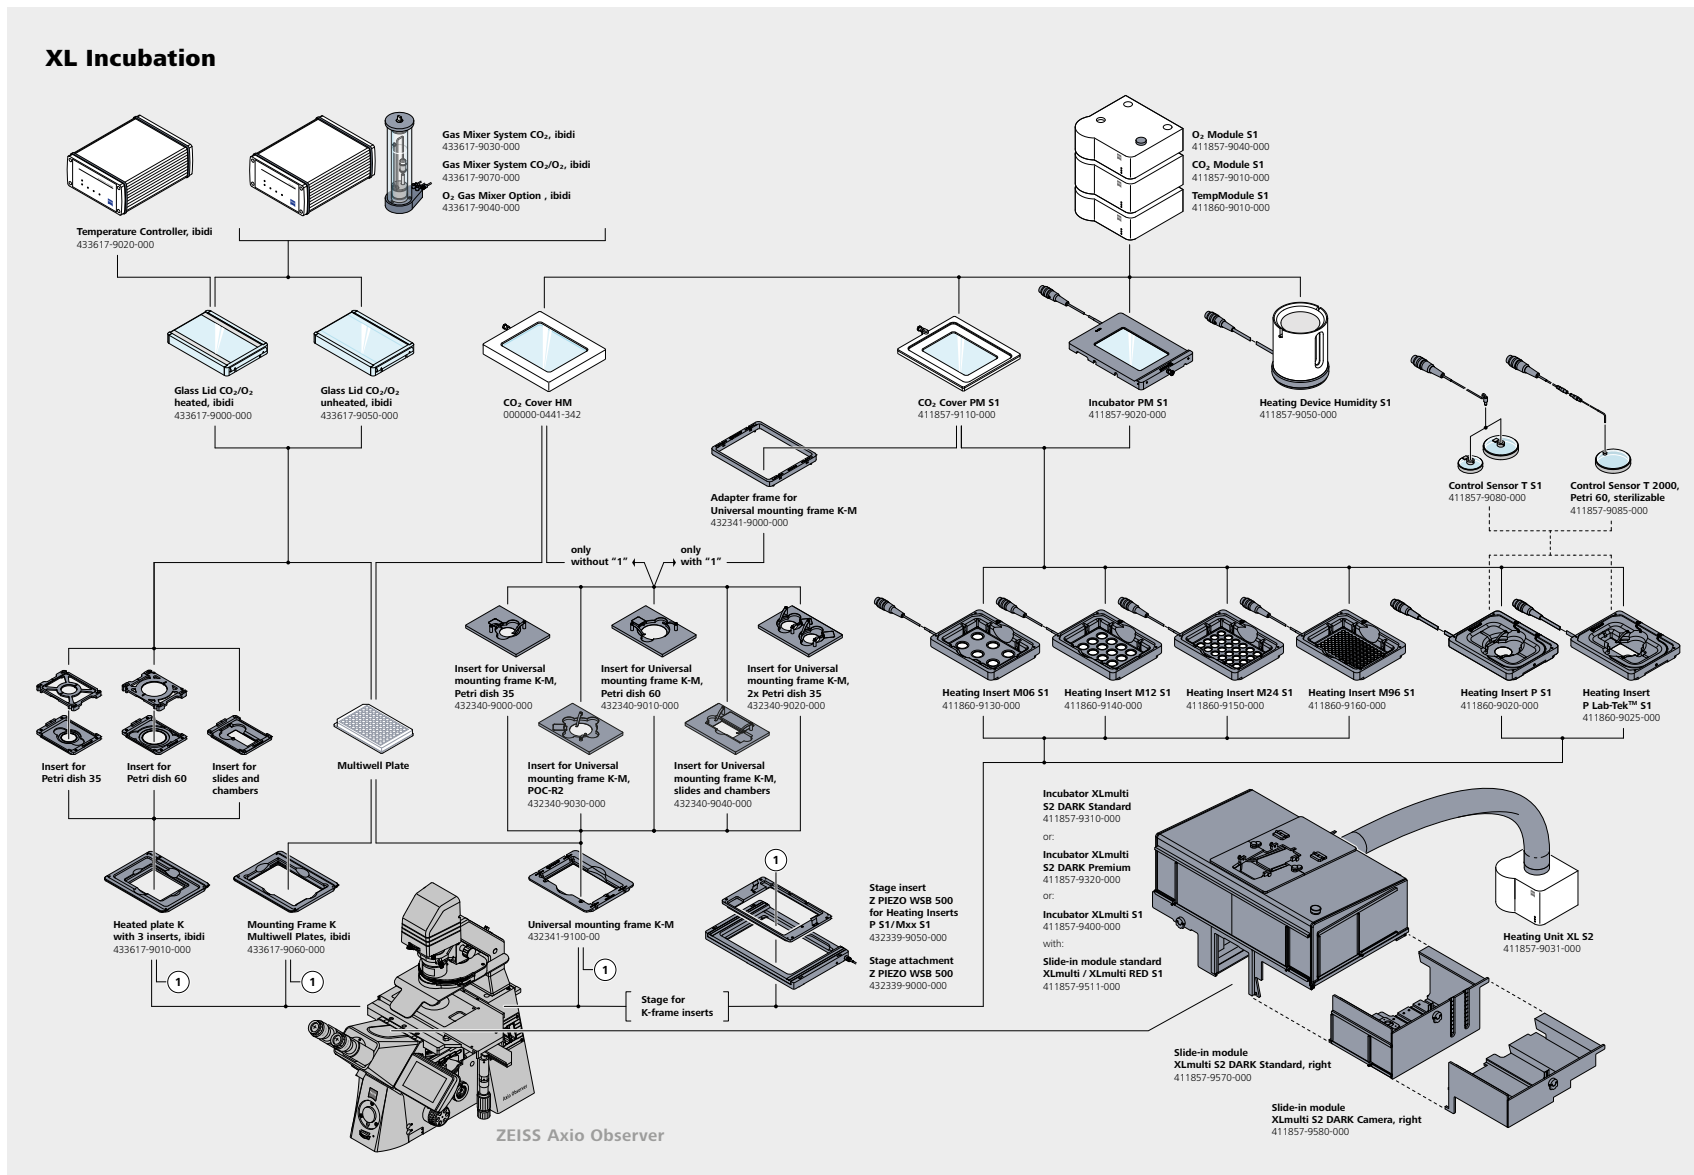 XL Incubation
Gas Mixer System CO₂, ibidi
433617-9030-000
Gas Mixer System CO₂/O₂, ibidi
433617-9070-000
O₂ Gas Mixer Option , ibidi
433617-9040-000
Temperature Controller, ibidi
433617-9020-000
O₂ Module S1
411857-9040-000
CO₂ Module S1
411857-9010-000
TempModule S1
411860-9010-000
Glass Lid CO₂/O₂
heated, ibidi
433617-9000-000
Glass Lid CO₂/O₂
unheated, ibidi
433617-9050-000
CO₂ Cover HM
000000-0441-342
CO₂ Cover PM S1
411857-9110-000
Incubator PM S1
411857-9020-000
Heating Device Humidity S1
411857-9050-000
Adapter frame for
Universal mounting frame K-M
432341-9000-000
Control Sensor T S1
411857-9080-000
Control Sensor T 2000,
Petri 60, sterilizable
411857-9085-000
only
without “1”
only
with “1”
Insert for Universal
mounting frame K-M,
Petri dish 35
432340-9000-000
Insert for Universal
mounting frame K-M,
Petri dish 60
432340-9010-000
Insert for Universal
mounting frame K-M,
2x Petri dish 35
432340-9020-000
Heating Insert M06 S1
411860-9130-000
Heating Insert M12 S1
411860-9140-000
Heating Insert M24 S1
411860-9150-000
Heating Insert M96 S1
411860-9160-000
Heating Insert P S1
411860-9020-000
Heating Insert
P Lab-Tek™ S1
411860-9025-000
Insert for
Petri dish 35
Insert for
Petri dish 60
Insert for
slides and
chambers
Multiwell Plate
Insert for Universal
mounting frame K-M,
POC-R2
432340-9030-000
Insert for Universal
mounting frame K-M,
slides and chambers
432340-9040-000
Incubator XLmulti
S2 DARK Standard
411857-9310-000
or:
Incubator XLmulti
S2 DARK Premium
411857-9320-000
or:
Incubator XLmulti S1
411857-9400-000
with:
Slide-in module standard
XLmulti / XLmulti RED S1
411857-9511-000
1
Stage insert
Z PIEZO WSB 500
for Heating Inserts
P S1/Mxx S1
432339-9050-000
Stage attachment
Z PIEZO WSB 500
432339-9000-000
Heated plate K
with 3 inserts, ibidi
433617-9010-000
1
Mounting Frame K
Multiwell Plates, ibidi
433617-9060-000
1
Universal mounting frame K-M
432341-9100-00
1
Heating Unit XL S2
411857-9031-000
Stage for
K-frame inserts
Slide-in module
XLmulti S2 DARK Standard, right
411857-9570-000
Slide-in module
XLmulti S2 DARK Camera, right
411857-9580-000
Axio Observer
ZEISS Axio Observer